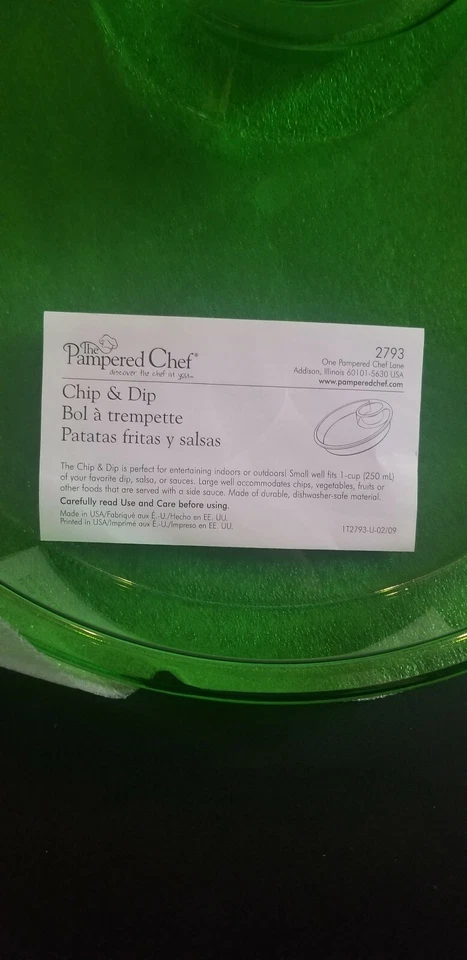 The
Pampered Chef®
discover the chef in you™
2793
One Pampered Chef Lane
Addison, Illinois 60101-5630 USA
www.pamperedchef.com
Chip & Dip
Bol à trempette
Patatas fritas y salsas
The Chip & Dip is perfect for entertaining indoors or outdoors! Small well fits 1-cup (250 mL)
of your favorite dip, salsa, or sauces. Large well accommodates chips, vegetables, fruits or
other foods that are served with a side sauce. Made of durable, dishwasher-safe material.
Carefully read Use and Care before using.
Made in USA/Fabriqué aux É.-U./Hecho en EE. UU.
Printed in USA/Imprimé aux É.-U./Impreso en EE. UU.
1T2793-U-02/09